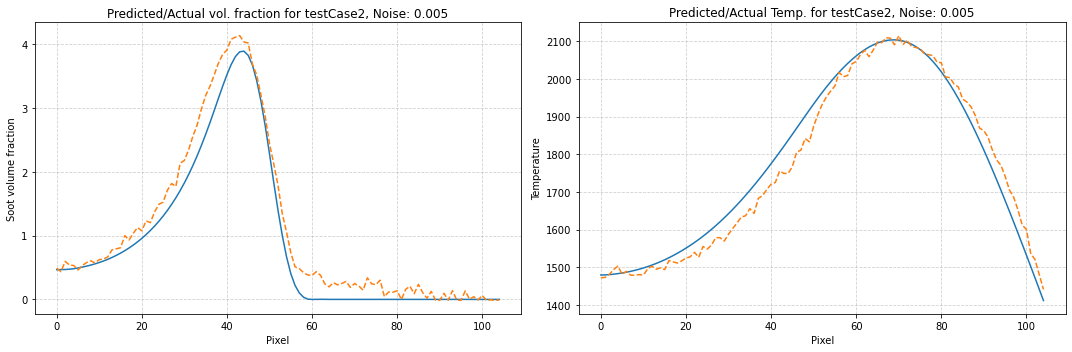 Predicted/Actual vol. fraction for testCase2, Noise: 0.005
Soot volume fraction
4
3
2
1
0
0 20 40 60 80 100
Pixel
Predicted/Actual Temp. for testCase2, Noise: 0.005
Temperature
2100
2000
1900
1800
1700
1600
1500
1400
0 20 40 60 80 100
Pixel